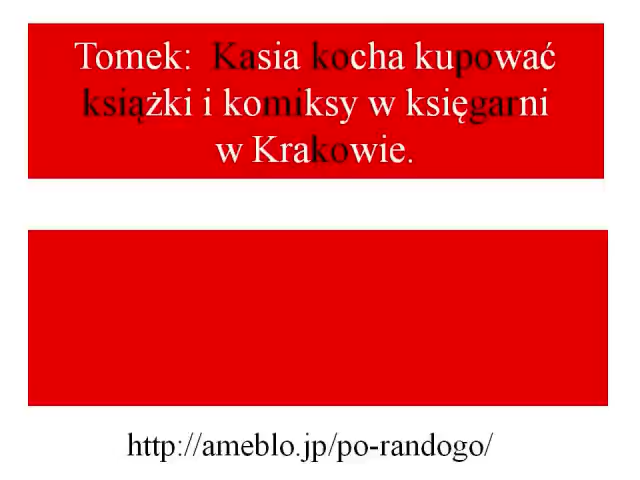 Tomek: Kasia kocha kupować
książki i komiksy w księgarni
w Krakowie.
http://ameblo.jp/po-randogo/